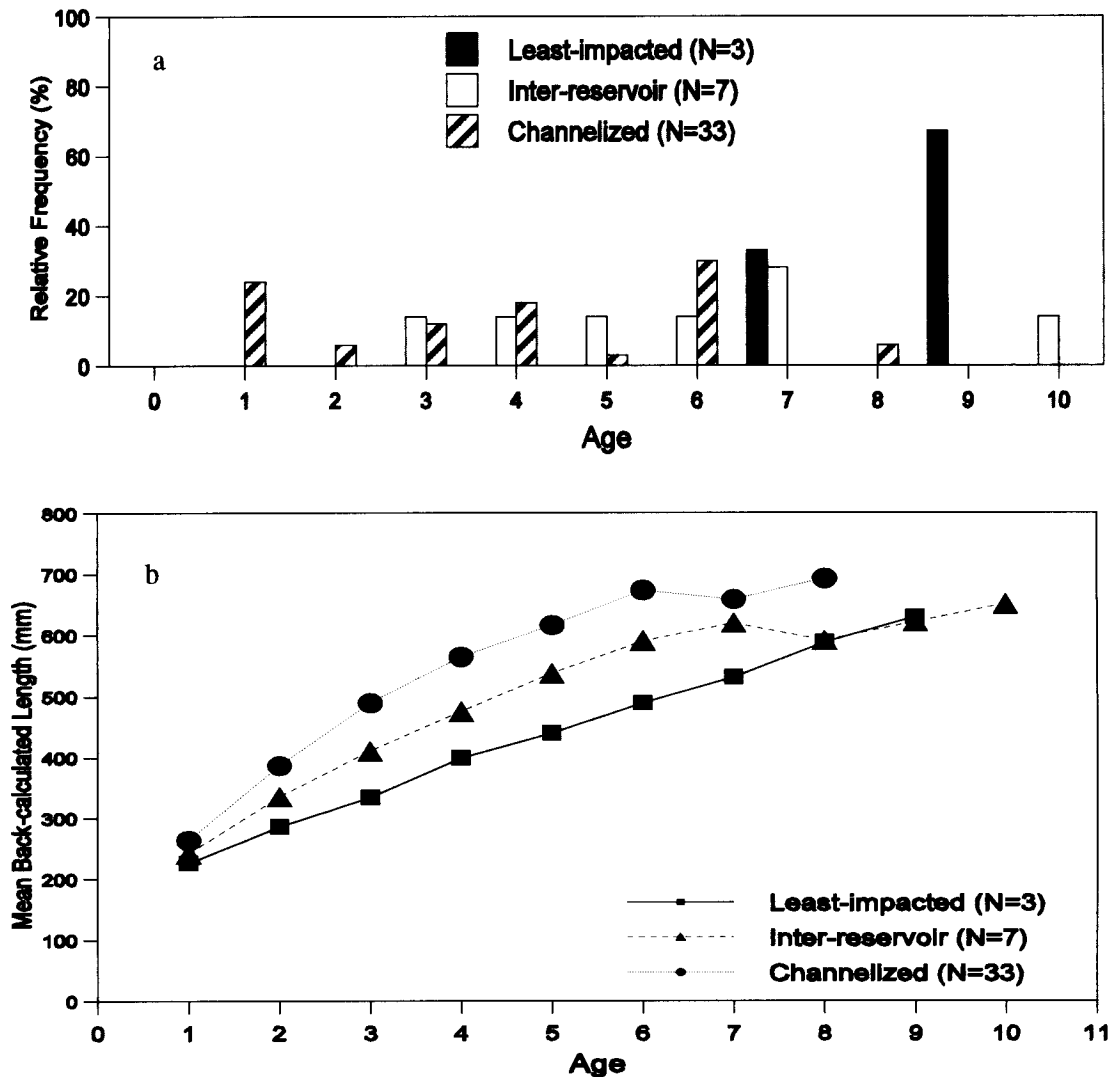 100
80
60
40
20
0
Relative Frequency (%)
a
Least-impacted (N=3)
Inter-reservoir (N=7)
Channelized (N=33)
0 1 2 3 4 5 6 7 8 9 10
Age
800
700
600
500
400
300
200
100
0
Mean Back-calculated Length (mm)
b
Least-impacted (N=3)
Inter-reservoir (N=7)
Channelized (N=33)
0 1 2 3 4 5 6 7 8 9 10 11
Age